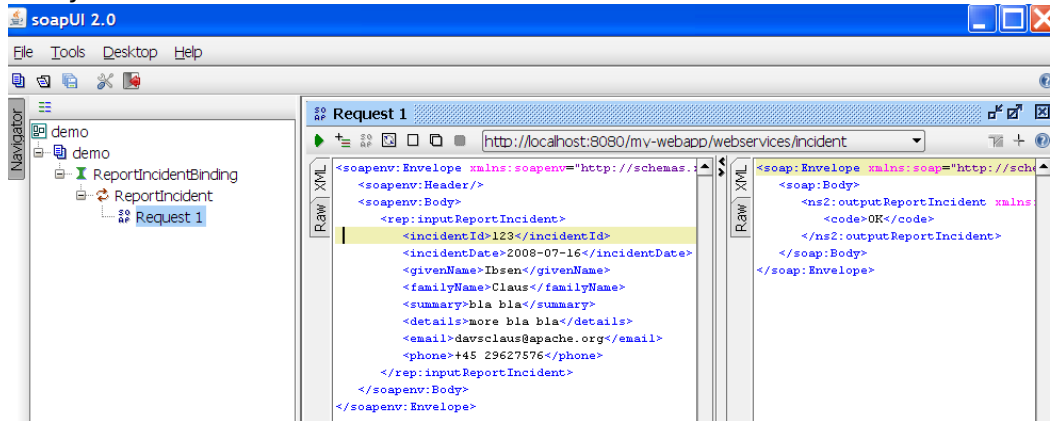 soapUI 2.0
File Tools Desktop Help
Navigator
demo
demo
ReportIncidentBinding
ReportIncident
Request 1
Request 1
http://localhost:8080/my-webapp/webservices/incident
XML
Raw
<soapenv:Envelope xmlns:soapenv="http://schemas.
<soapenv:Header/>
<soapenv:Body>
<rep:inputReportIncident>
<incidentId>123</incidentId>
<incidentDate>2008-07-16</incidentDate>
<givenName>Ibsen</givenName>
<familyName>Claus</familyName>
<summary>bla bla</summary>
<details>more bla bla</details>
<email>davsclaus@apache.org</email>
<phone>+45 29627576</phone>
</rep:inputReportIncident>
</soapenv:Body>
</soapenv:Envelope>
XML
Raw
<soap:Envelope xmlns:soap="http://sche
<soap:Body>
<ns2:outputReportIncident xmlns:
<code>OK</code>
</ns2:outputReportIncident>
</soap:Body>
</soap:Envelope>